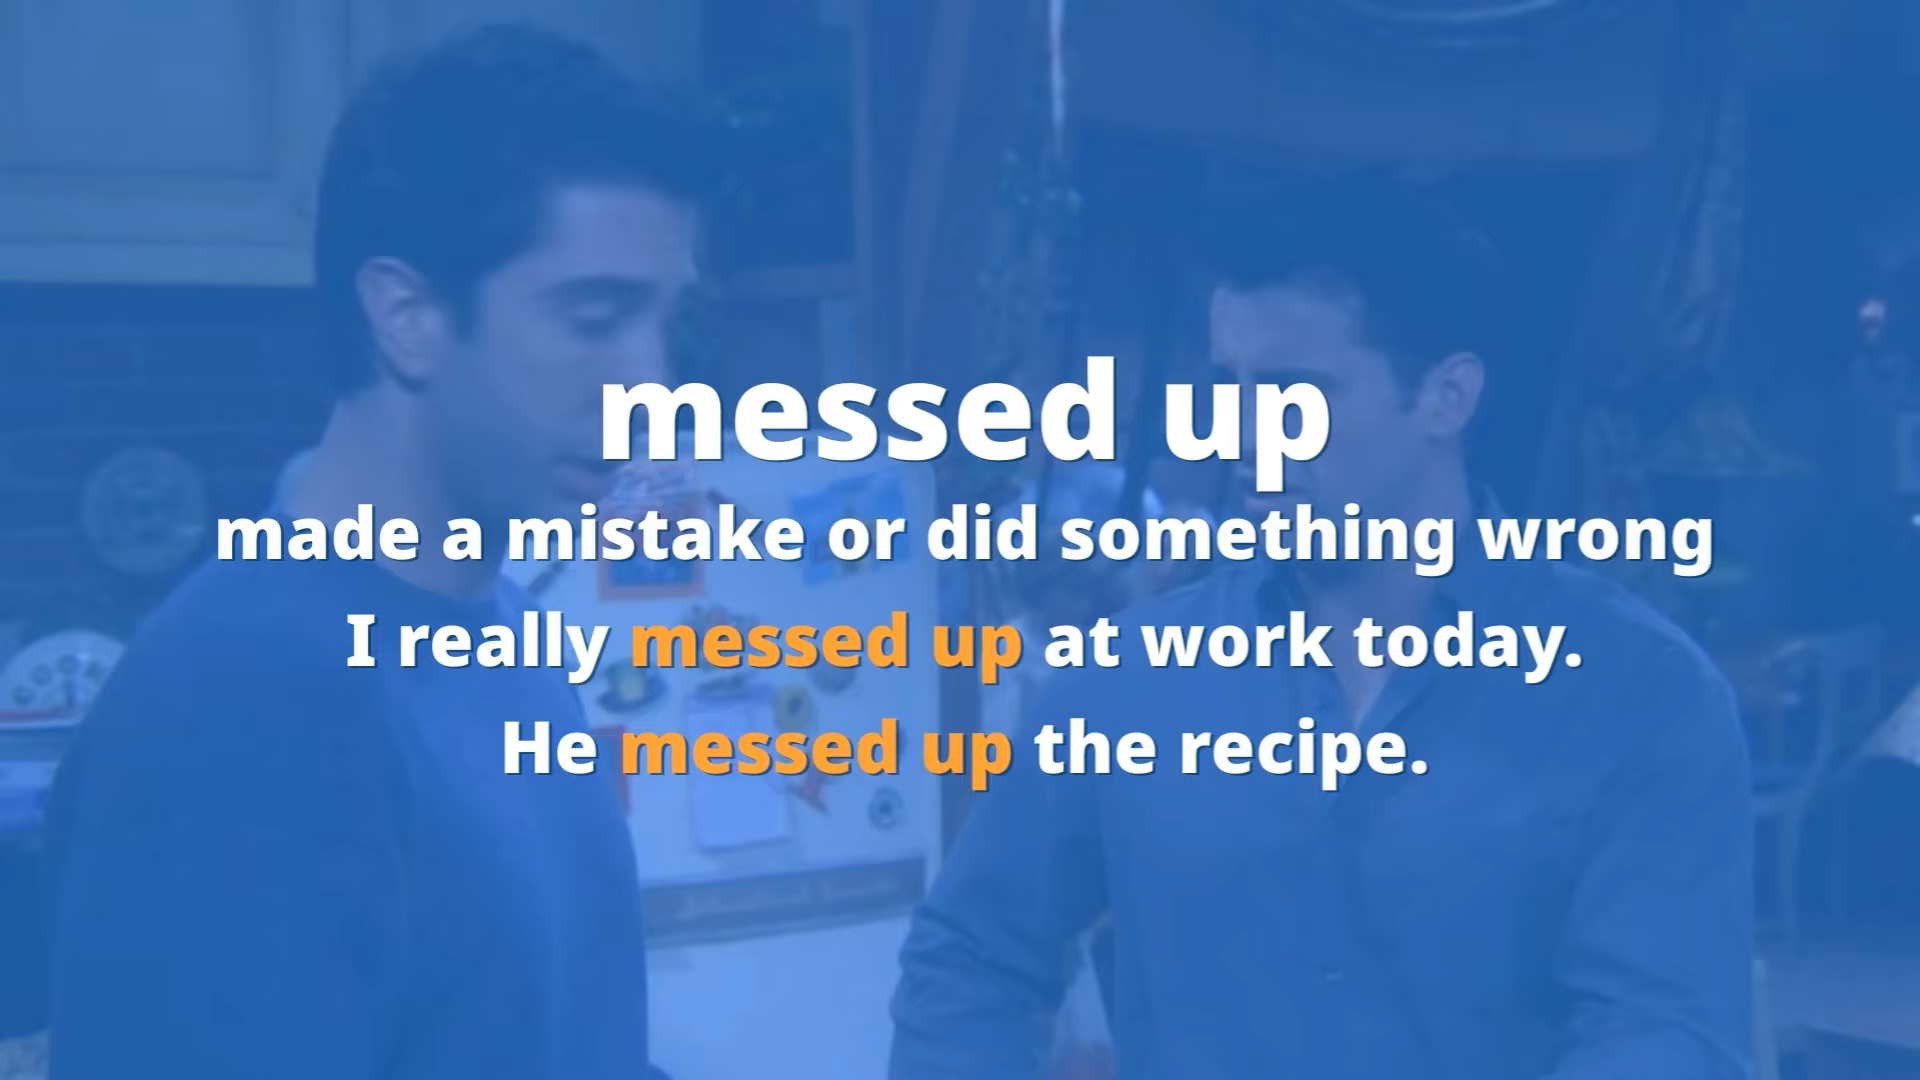 messed up
made a mistake or did something wrong
I really messed up at work today.
He messed up the recipe.